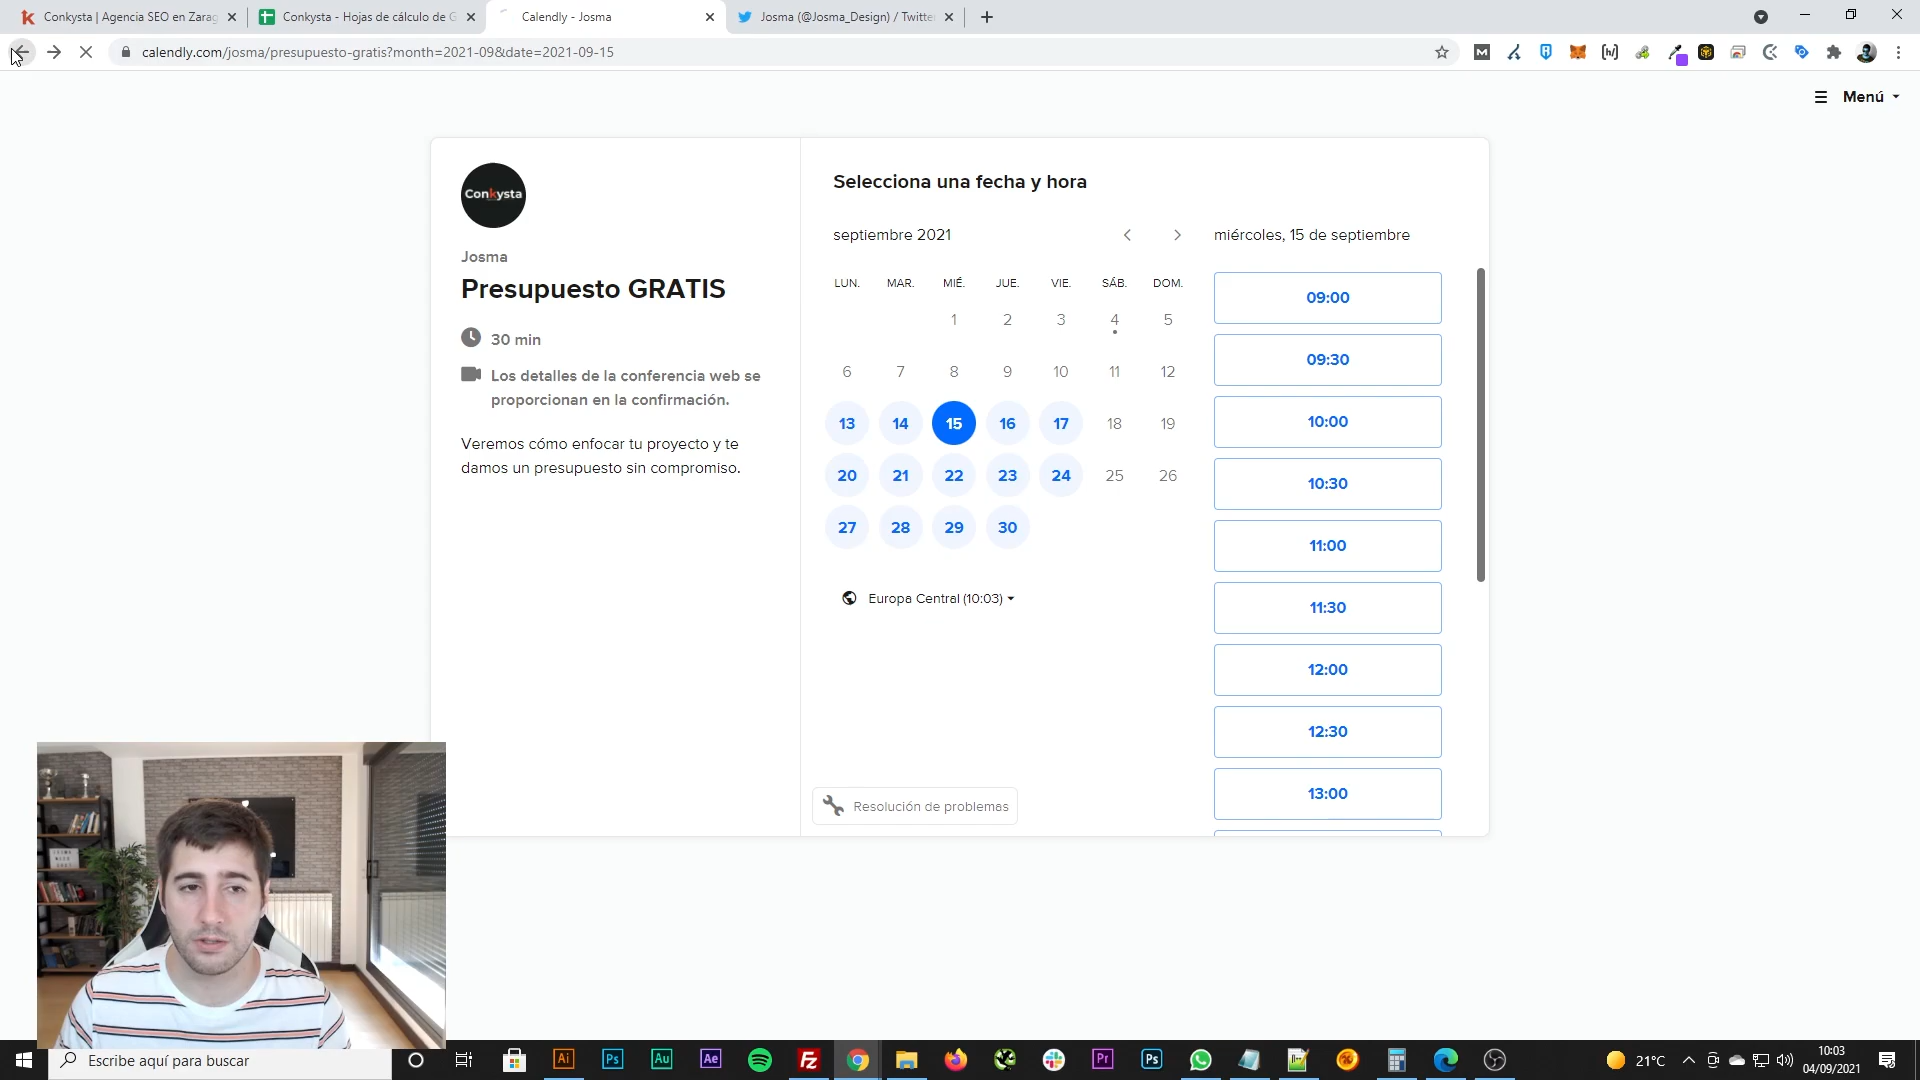 Conkysta | Agencia SEO en Zarag
Conkysta - Hojas de cálculo de G
Calendly - Josma
Josma (@Josma_Design) / Twitte
calendly.com/josma/presupuesto-gratis?month=2021-09&date=2021-09-15
Menú
Conkysta
Josma
Presupuesto GRATIS
30 min
Los detalles de la conferencia web se
proporcionan en la confirmación.
Veremos cómo enfocar tu proyecto y te
damos un presupuesto sin compromiso.
Selecciona una fecha y hora
septiembre 2021
LUN. MAR. MIÉ. JUE. VIE. SÁB. DOM.
1 2 3 4 5
6 7 8 9 10 11 12
13 14 15 16 17 18 19
20 21 22 23 24 25 26
27 28 29 30
Europa Central (10:03)
Resolución de problemas
miércoles, 15 de septiembre
09:00
09:30
10:00
10:30
11:00
11:30
12:00
12:30
13:00
Escribe aquí para buscar
Ai
Ps
Au
Ae
Fz
Pr
Ps
21°C
10:03
04/09/2021